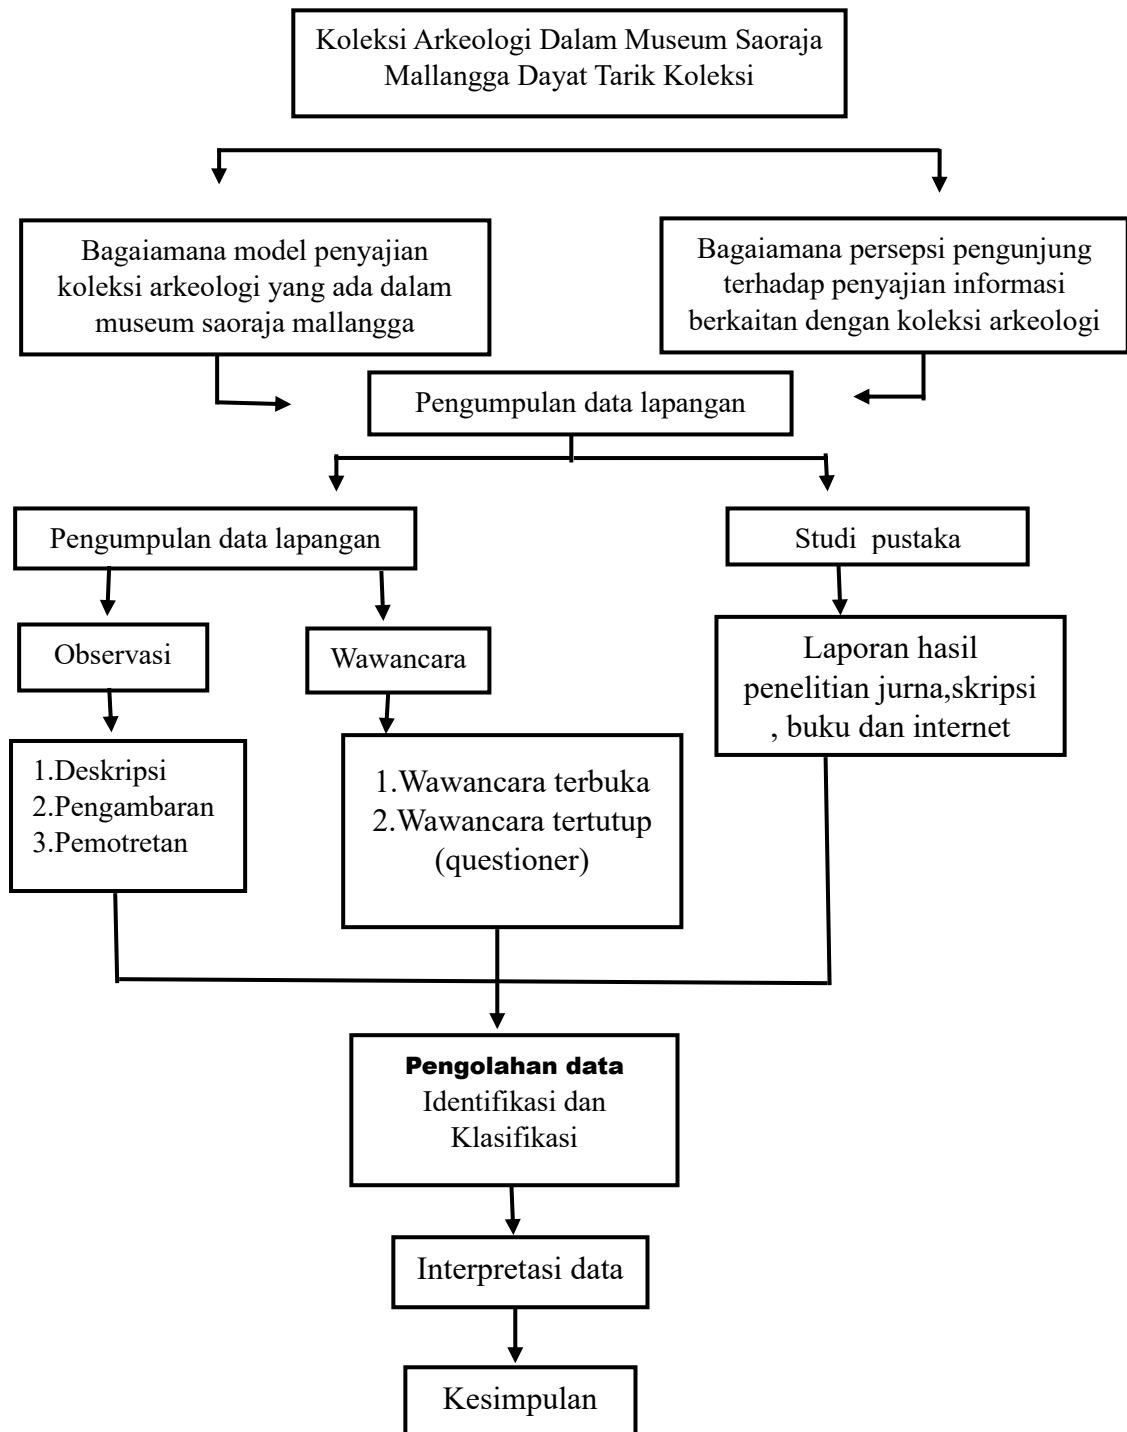 Koleksi Arkeologi Dalam Museum Saoraja
Mallangga Dayat Tarik Koleksi
Bagaiamana model penyajian
koleksi arkeologi yang ada dalam
museum saoraja mallangga
Bagaiamana persepsi pengunjung
terhadap penyajian informasi
berkaitan dengan koleksi arkeologi
Pengumpulan data lapangan
Pengumpulan data lapangan
Studi pustaka
Observasi
Wawancara
Laporan hasil
penelitian jurna,skripsi
, buku dan internet
1.Deskripsi
2.Pengambaran
3.Pemotretan
1.Wawancara terbuka
2.Wawancara tertutup
(questioner)
Pengolahan data
Identifikasi dan
Klasifikasi
Interpretasi data
Kesimpulan